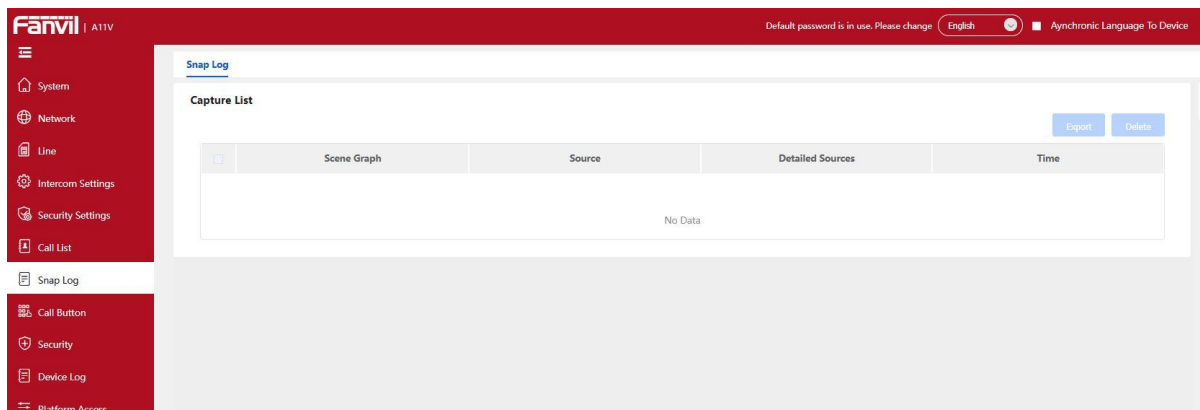 Fanvil | A11V
Default password is in use. Please change English Aynchronic Language To Device
System
Network
Line
Intercom Settings
Security Settings
Call List
Snap Log
Call Button
Security
Device Log
Platform Access
Snap Log
Capture List
Export Delete
Scene Graph Source Detailed Sources Time
No Data